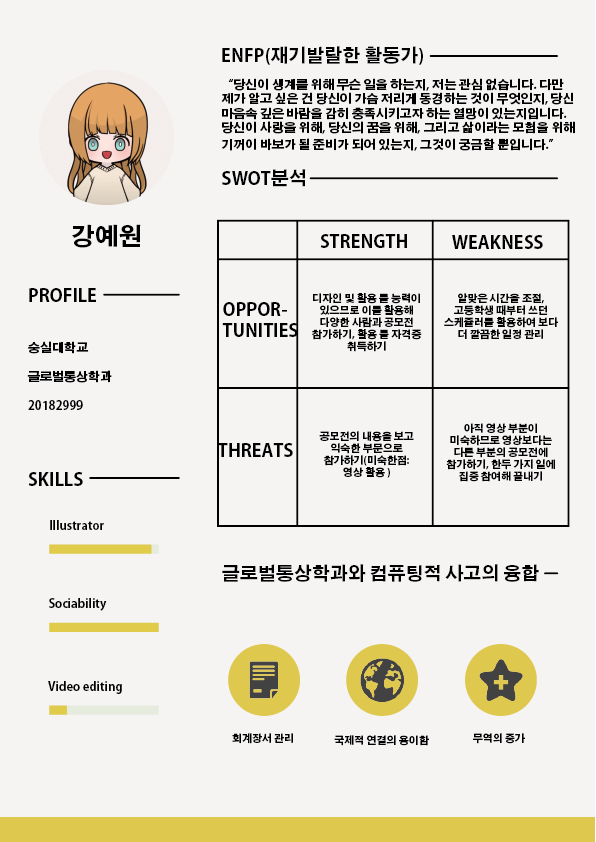 강예원
PROFILE
숭실대학교
글로벌통상학과
20182999
SKILLS
Illustrator
Sociability
Video editing
ENFP(재기발랄한 활동가)
“당신이 생계를 위해 무슨 일을 하는지, 저는 관심 없습니다. 다만
제가 알고 싶은 건 당신이 가슴 저리게 동경하는 것이 무엇인지, 당신
마음속 깊은 바람을 감히 충족시키고자 하는 열망이 있는지입니다.
당신이 사랑을 위해, 당신의 꿈을 위해, 그리고 삶이라는 모험을 위해
기꺼이 바보가 될 준비가 되어 있는지, 그것이 궁금할 뿐입니다.”
SWOT분석
STRENGTH
WEAKNESS
OPPOR-
TUNITIES
디자인 및 활용 툴 능력이
있으므로 이를 활용해
다양한 사람과 공모전
참가하기, 활용 툴 자격증
취득하기
알맞은 시간을 조절,
고등학생 때부터 쓰던
스케쥴러를 활용하여 보다
더 깔끔한 일정 관리
THREATS
공모전의 내용을 보고
익숙한 부문으로
참가하기(미숙한점:
영상 활용 )
아직 영상 부분이
미숙하므로 영상보다는
다른 부분의 공모전에
참가하기, 한두 가지 일에
집중 참여해 끝내기
글로벌통상학과와 컴퓨팅적 사고의 융합
회계장서 관리
국제적 연결의 용이함
무역의 증가